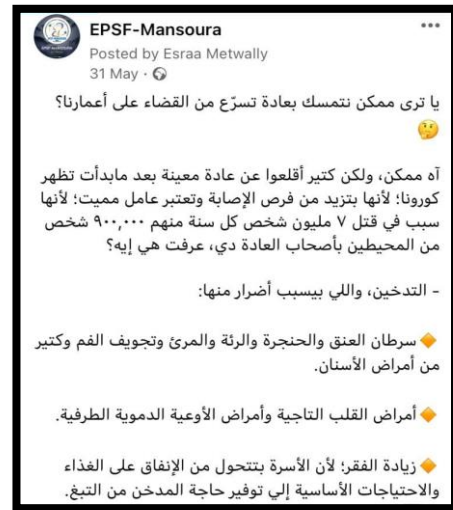 EPSF-Mansoura
Posted by Esraa Metwally
31 May ·
يا ترى ممكن نتمسك بعادة تسرّع من القضاء على أعمارنا؟
🤔
آه ممكن، ولكن كتير أقلعوا عن عادة معينة بعد مابدأت تظهر
كورونا؛ لأنها بتزيد من فرص الإصابة وتعتبر عامل مميت؛ لأنها
سبب في قتل ٧ مليون شخص كل سنة منهم ٩٠٠,٠٠٠ شخص
من المحيطين بأصحاب العادة دي، عرفت هي إيه؟
- التدخين، واللي بيسبب أضرار منها:
🔸سرطان العنق والحنجرة والرئة والمرئ وتجويف الفم وكتير
من أمراض الأسنان.
🔸أمراض القلب التاجية وأمراض الأوعية الدموية الطرفية.
🔸زيادة الفقر؛ لأن الأسرة بتتحول من الإنفاق على الغذاء
والاحتياجات الأساسية إلي توفير حاجة المدخن من التبغ.